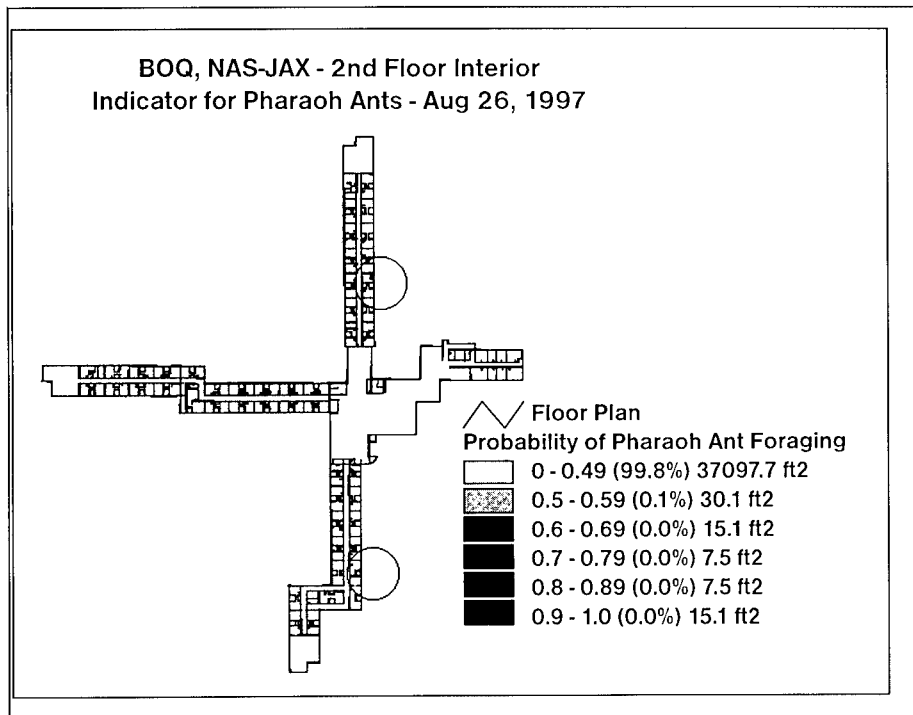 BOQ, NAS-JAX - 2nd Floor Interior
Indicator for Pharaoh Ants - Aug 26, 1997
Floor Plan
Probability of Pharaoh Ant Foraging
0 - 0.49 (99.8%) 37097.7 ft2
0.5 - 0.59 (0.1%) 30.1 ft2
0.6 - 0.69 (0.0%) 15.1 ft2
0.7 - 0.79 (0.0%) 7.5 ft2
0.8 - 0.89 (0.0%) 7.5 ft2
0.9 - 1.0 (0.0%) 15.1 ft2